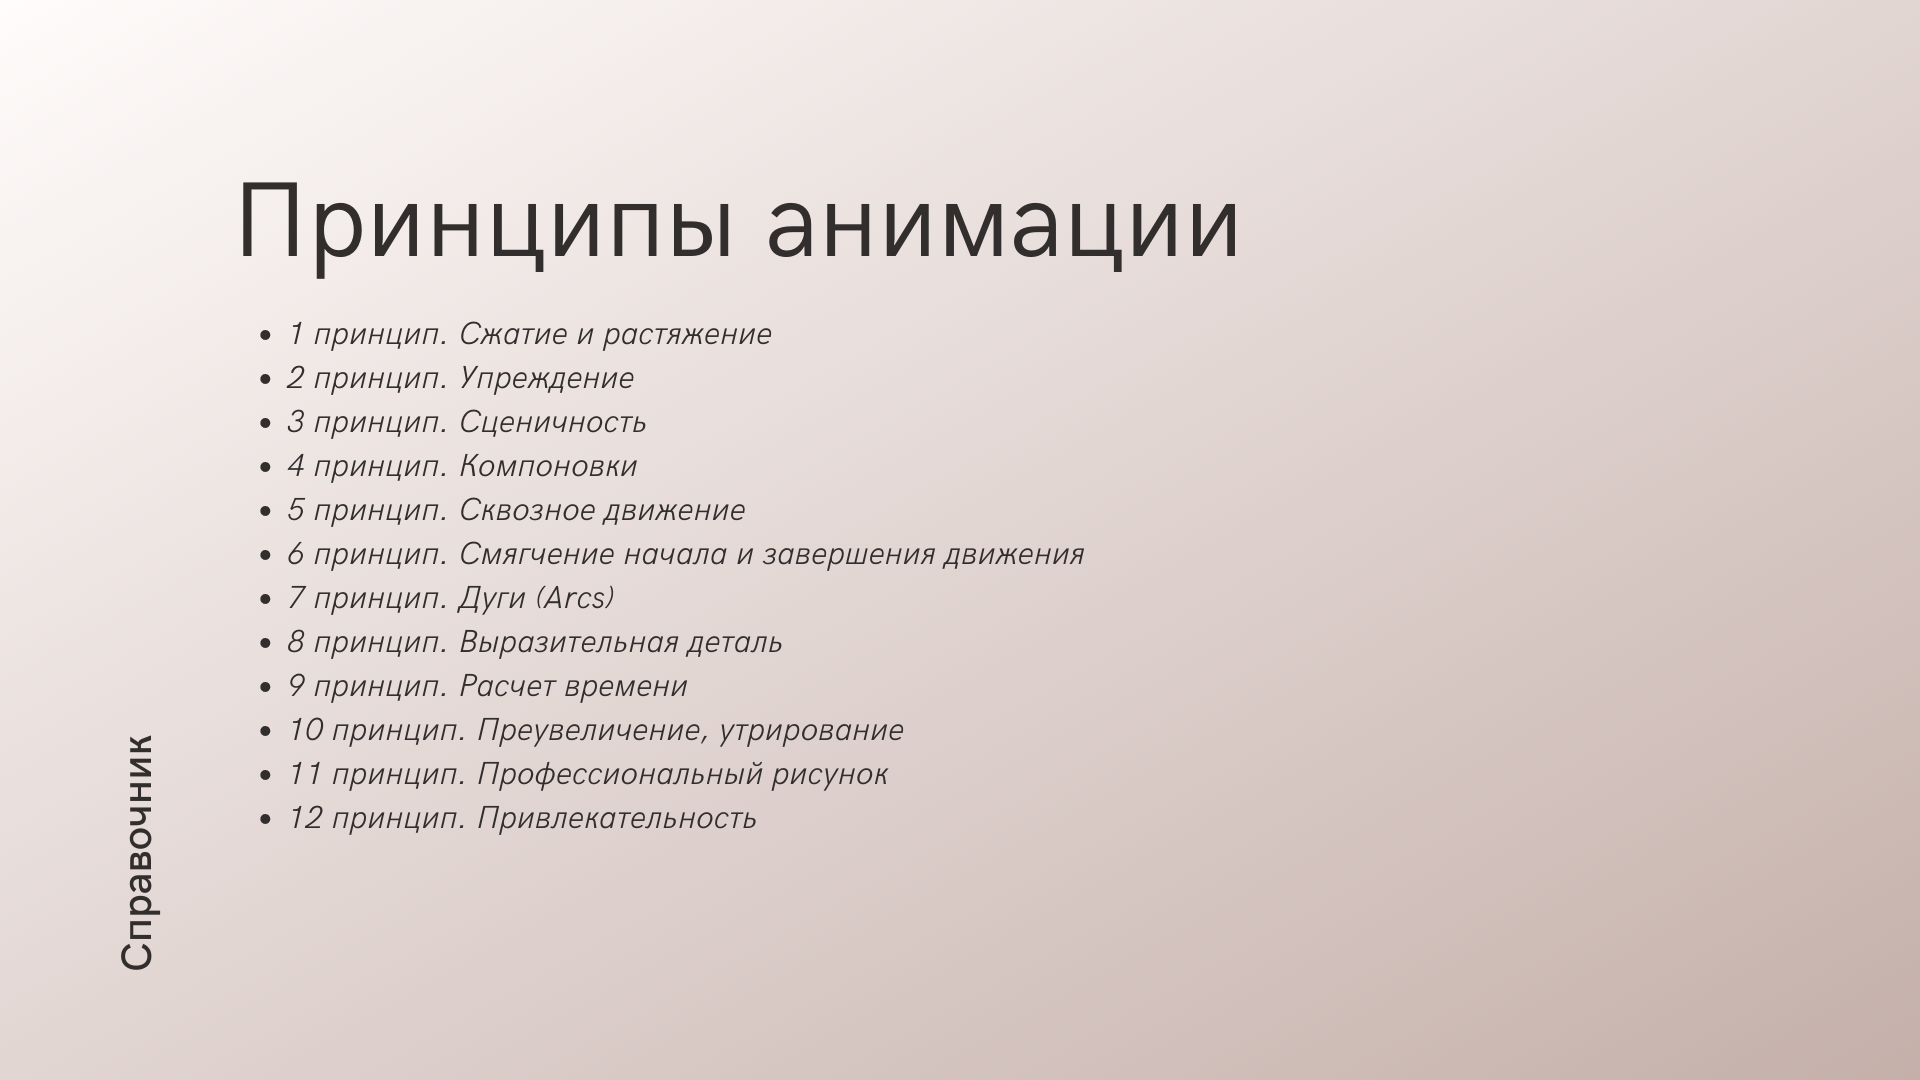 Принципы анимации
• 1 принцип. Сжатие и растяжение
• 2 принцип. Упреждение
• 3 принцип. Сценичность
• 4 принцип. Компоновки
• 5 принцип. Сквозное движение
• 6 принцип. Смягчение начала и завершения движения
• 7 принцип. Дуги (Arcs)
• 8 принцип. Выразительная деталь
• 9 принцип. Расчет времени
• 10 принцип. Преувеличение, утрирование
• 11 принцип. Профессиональный рисунок
• 12 принцип. Привлекательность
Справочник